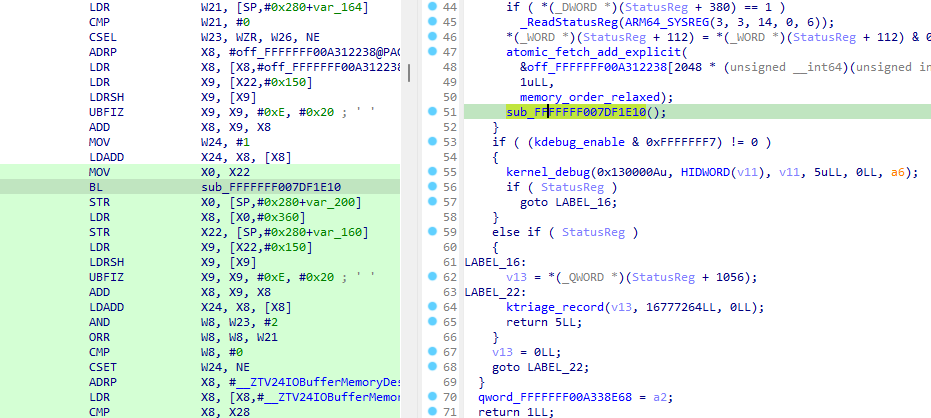 LDR W21, [SP,#0x280+var_164]
CMP W21, #0
CSEL W23, WZR, W26, NE
ADRP X8, #off_FFFFFFF00A312238@PAG
LDR X8, [X8,#off_FFFFFFF00A312238
LDR X9, [X22,#0x150]
LDRSH X9, [X9]
UBFIZ X9, X9, #0xE, #0x20 ; ' '
ADD X8, X9, X8
MOV W24, #1
LDADD X24, X8, [X8]
MOV X0, X22
BL sub_FFFFFFF007DF1E10
STR X0, [SP,#0x280+var_200]
LDR X8, [X0,#0x360]
STR X22, [SP,#0x280+var_160]
LDR X9, [X22,#0x150]
LDRSH X9, [X9]
UBFIZ X9, X9, #0xE, #0x20 ; ' '
ADD X8, X9, X8
LDADD X24, X8, [X8]
AND W8, W23, #2
ORR W8, W8, W21
CMP W8, #0
CSET W24, NE
ADRP X8, #__ZTV24IOBufferMemoryDes
LDR X8, [X8,#__ZTV24IOBufferMemor
CMP X8, X28
44 if ( *(_DWORD *)(StatusReg + 380) == 1 )
45 _ReadStatusReg(ARM64_SYSREG(3, 3, 14, 0, 6));
46 *(_WORD *)(StatusReg + 112) = *(_WORD *)(StatusReg + 112) & 0
47 atomic_fetch_add_explicit(
48 &off_FFFFFFF00A312238[2048 * (unsigned __int64)(unsigned in
49 1uLL,
50 memory_order_relaxed);
51 sub_FFFFFFF007DF1E10();
52 }
53 if ( (kdebug_enable & 0xFFFFFFF7) != 0 )
54 {
55 kernel_debug(0x130000Au, HIDWORD(v11), v11, 5uLL, 0LL, a6);
56 if ( StatusReg )
57 goto LABEL_16;
58 }
59 else if ( StatusReg )
60 {
61 LABEL_16:
62 v13 = *(_QWORD *)(StatusReg + 1056);
63 LABEL_22:
64 ktriage_record(v13, 16777264LL, 0LL);
65 return 5LL;
66 }
67 v13 = 0LL;
68 goto LABEL_22;
69 }
70 qword_FFFFFFF00A338E68 = a2;
71 return 1LL;